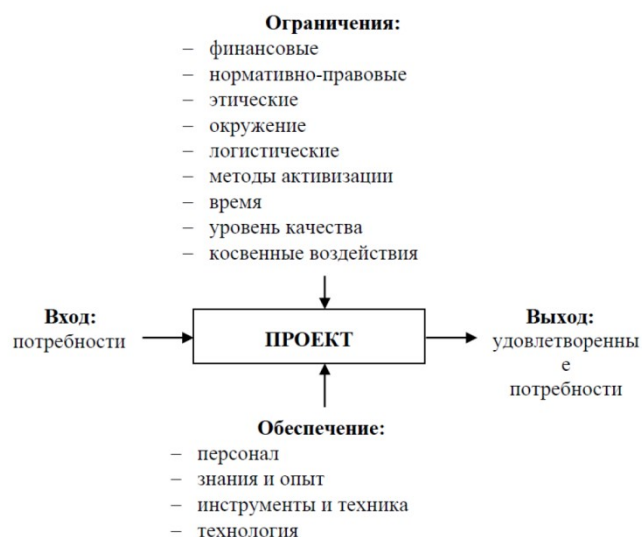 Ограничения:
– финансовые
– нормативно-правовые
– этические
– окружение
– логистические
– методы активизации
– время
– уровень качества
– косвенные воздействия
Вход:
потребности
ПРОЕКТ
Выход:
удовлетворенны
е
потребности
Обеспечение:
– персонал
– знания и опыт
– инструменты и техника
– технология